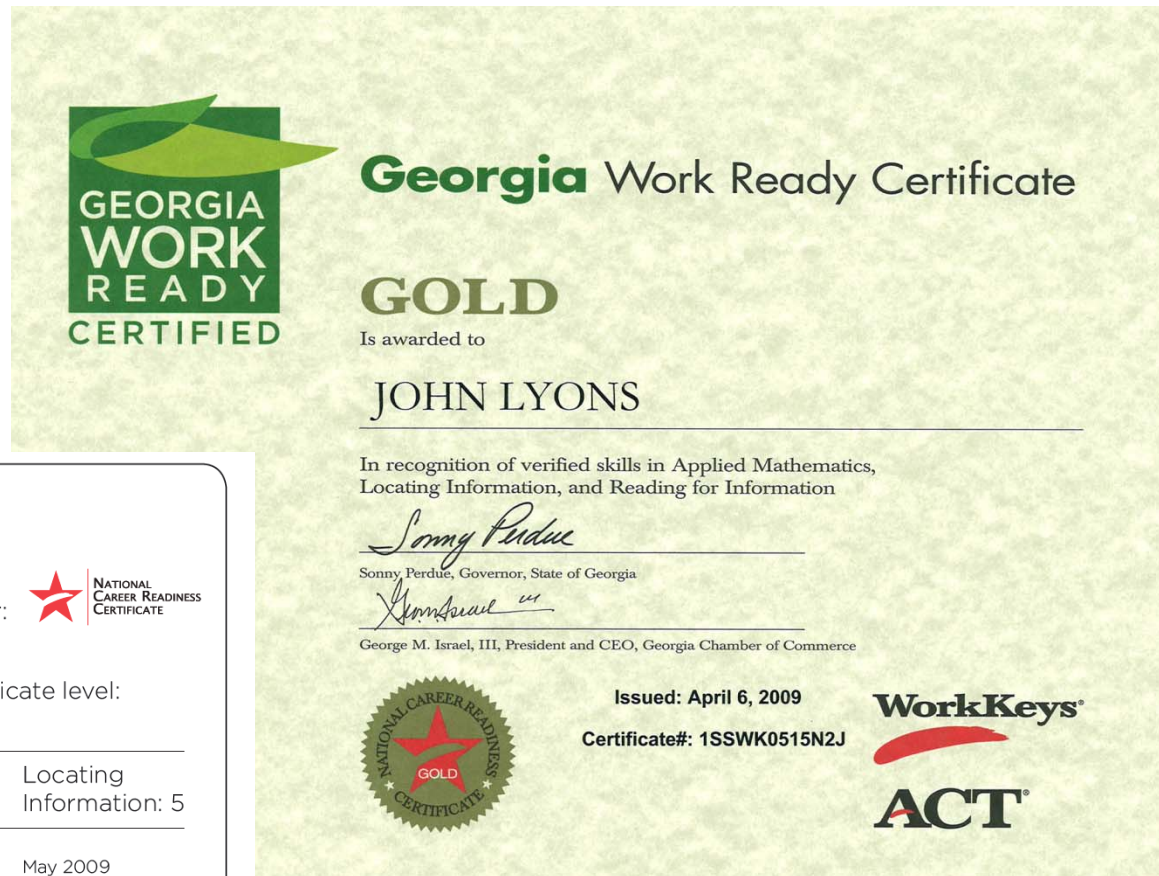 GEORGIA
WORK
READY
CERTIFIED
Georgia Work Ready Certificate
GOLD
Is awarded to
JOHN LYONS
In recognition of verified skills in Applied Mathematics,
Locating Information, and Reading for Information
Sonny Perdue
Sonny Perdue, Governor, State of Georgia
George M. Israel, III, President and CEO, Georgia Chamber of Commerce
NATIONAL CAREER READINESS
GOLD
CERTIFICATE
Issued: April 6, 2009
Certificate#: 1SSWK0515N2J
WorkKeys®
ACT®
NATIONAL
CAREER READINESS
CERTIFICATE
icate level:
Locating
Information: 5
May 2009